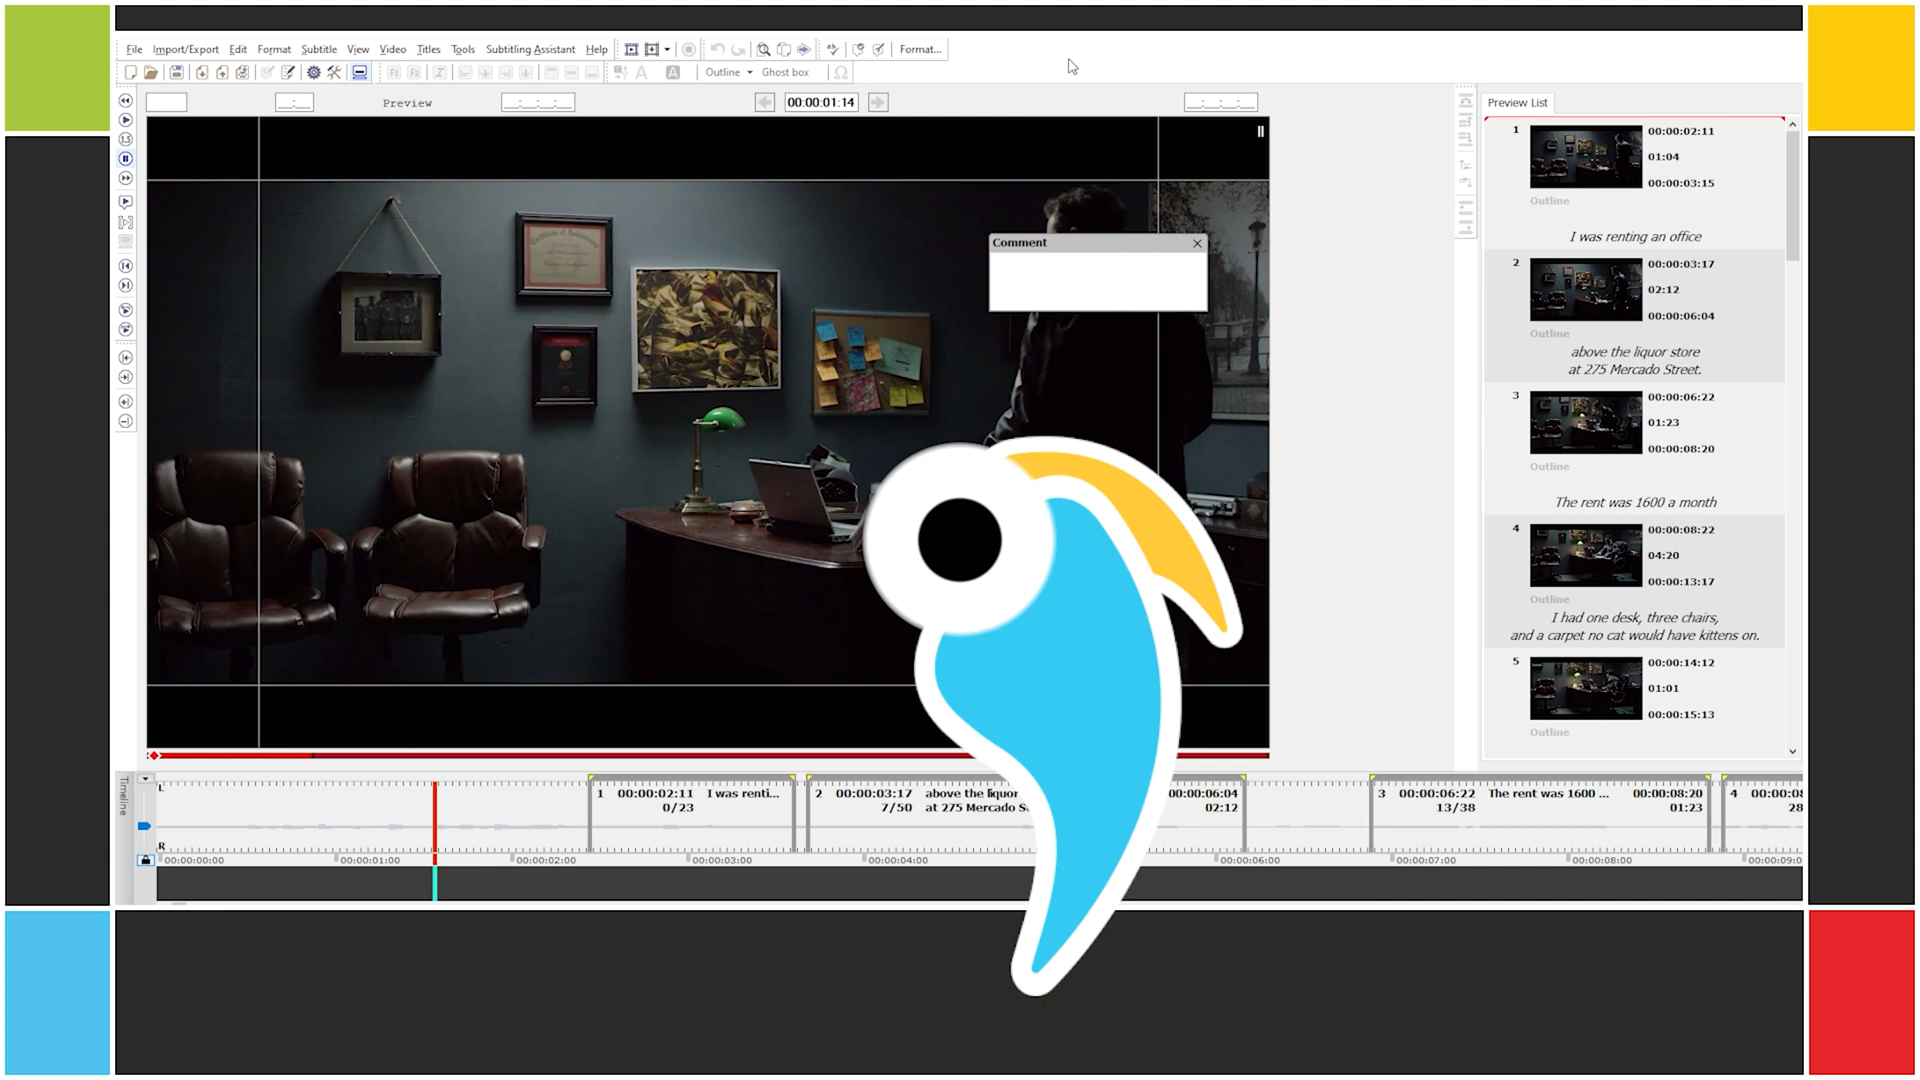 File Import/Export Edit Format Subtitle View Video Titles Tools Subtitling Assistant Help Format...
F1 F2 I A A Outline Ghost box Ω
Preview 00:00:01:14
Preview List
Comment
1 00:00:02:11
01:04
00:00:03:15
Outline
I was renting an office
2 00:00:03:17
02:12
00:00:06:04
Outline
above the liquor store
at 275 Mercado Street.
3 00:00:06:22
01:23
00:00:08:20
Outline
The rent was 1600 a month
4 00:00:08:22
04:20
00:00:13:17
Outline
I had one desk, three chairs,
and a carpet no cat would have kittens on.
5 00:00:14:12
01:01
00:00:15:13
Outline
Timeline
L
1 00:00:02:11 I was renti... 2 00:00:03:17 above the liquor 00:00:06:04 3 00:00:06:22 The rent was 1600 ... 00:00:08:20 4
0/23 7/50 at 275 Mercado 02:12 13/38 01:23 28
R
00:00:00:00 00:00:01:00 00:00:02:00 00:00:03:00 00:00:04:00 00:00:06:00 00:00:07:00 00:00:08:00 00:00:09:0